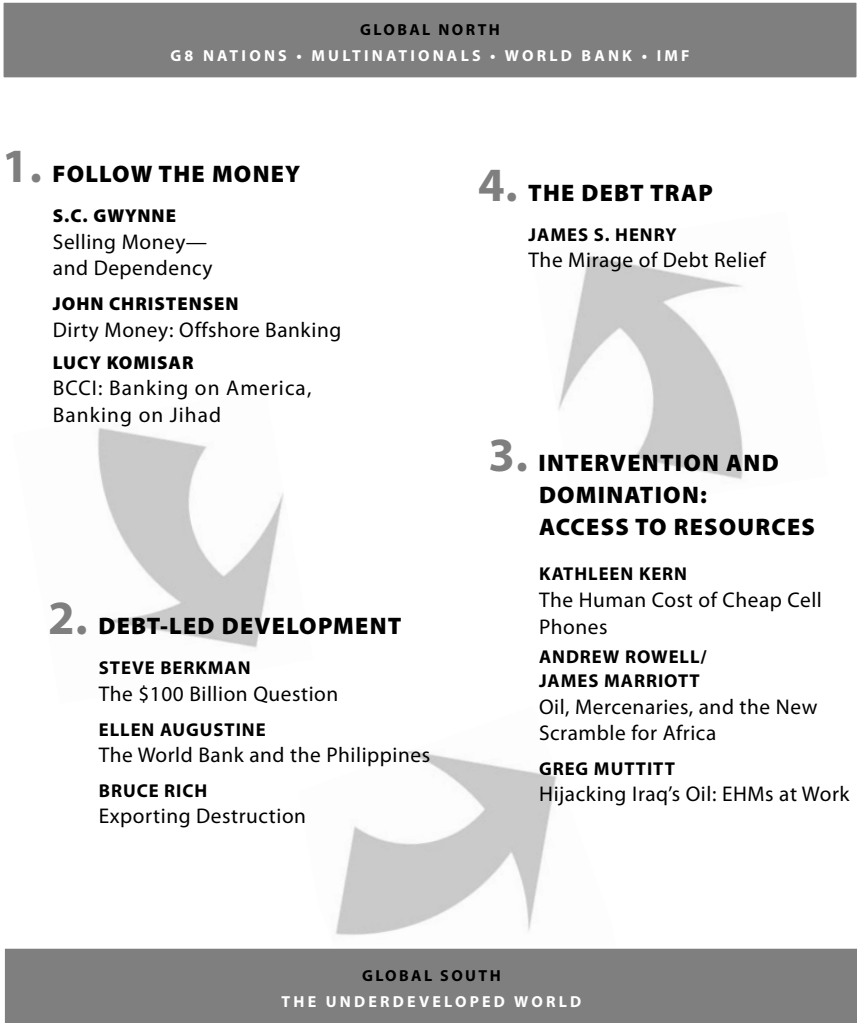 GLOBAL NORTH
G8 NATIONS • MULTINATIONALS • WORLD BANK • IMF
1. FOLLOW THE MONEY
S.C. GWYNNE
Selling Money—
and Dependency
JOHN CHRISTENSEN
Dirty Money: Offshore Banking
LUCY KOMISAR
BCCI: Banking on America,
Banking on Jihad
2. DEBT-LED DEVELOPMENT
STEVE BERKMAN
The $100 Billion Question
ELLEN AUGUSTINE
The World Bank and the Philippines
BRUCE RICH
Exporting Destruction
3. INTERVENTION AND
DOMINATION:
ACCESS TO RESOURCES
KATHLEEN KERN
The Human Cost of Cheap Cell
Phones
ANDREW ROWELL/
JAMES MARRIOTT
Oil, Mercenaries, and the New
Scramble for Africa
GREG MUTTITT
Hijacking Iraq's Oil: EHMs at Work
4. THE DEBT TRAP
JAMES S. HENRY
The Mirage of Debt Relief
GLOBAL SOUTH
THE UNDERDEVELOPED WORLD